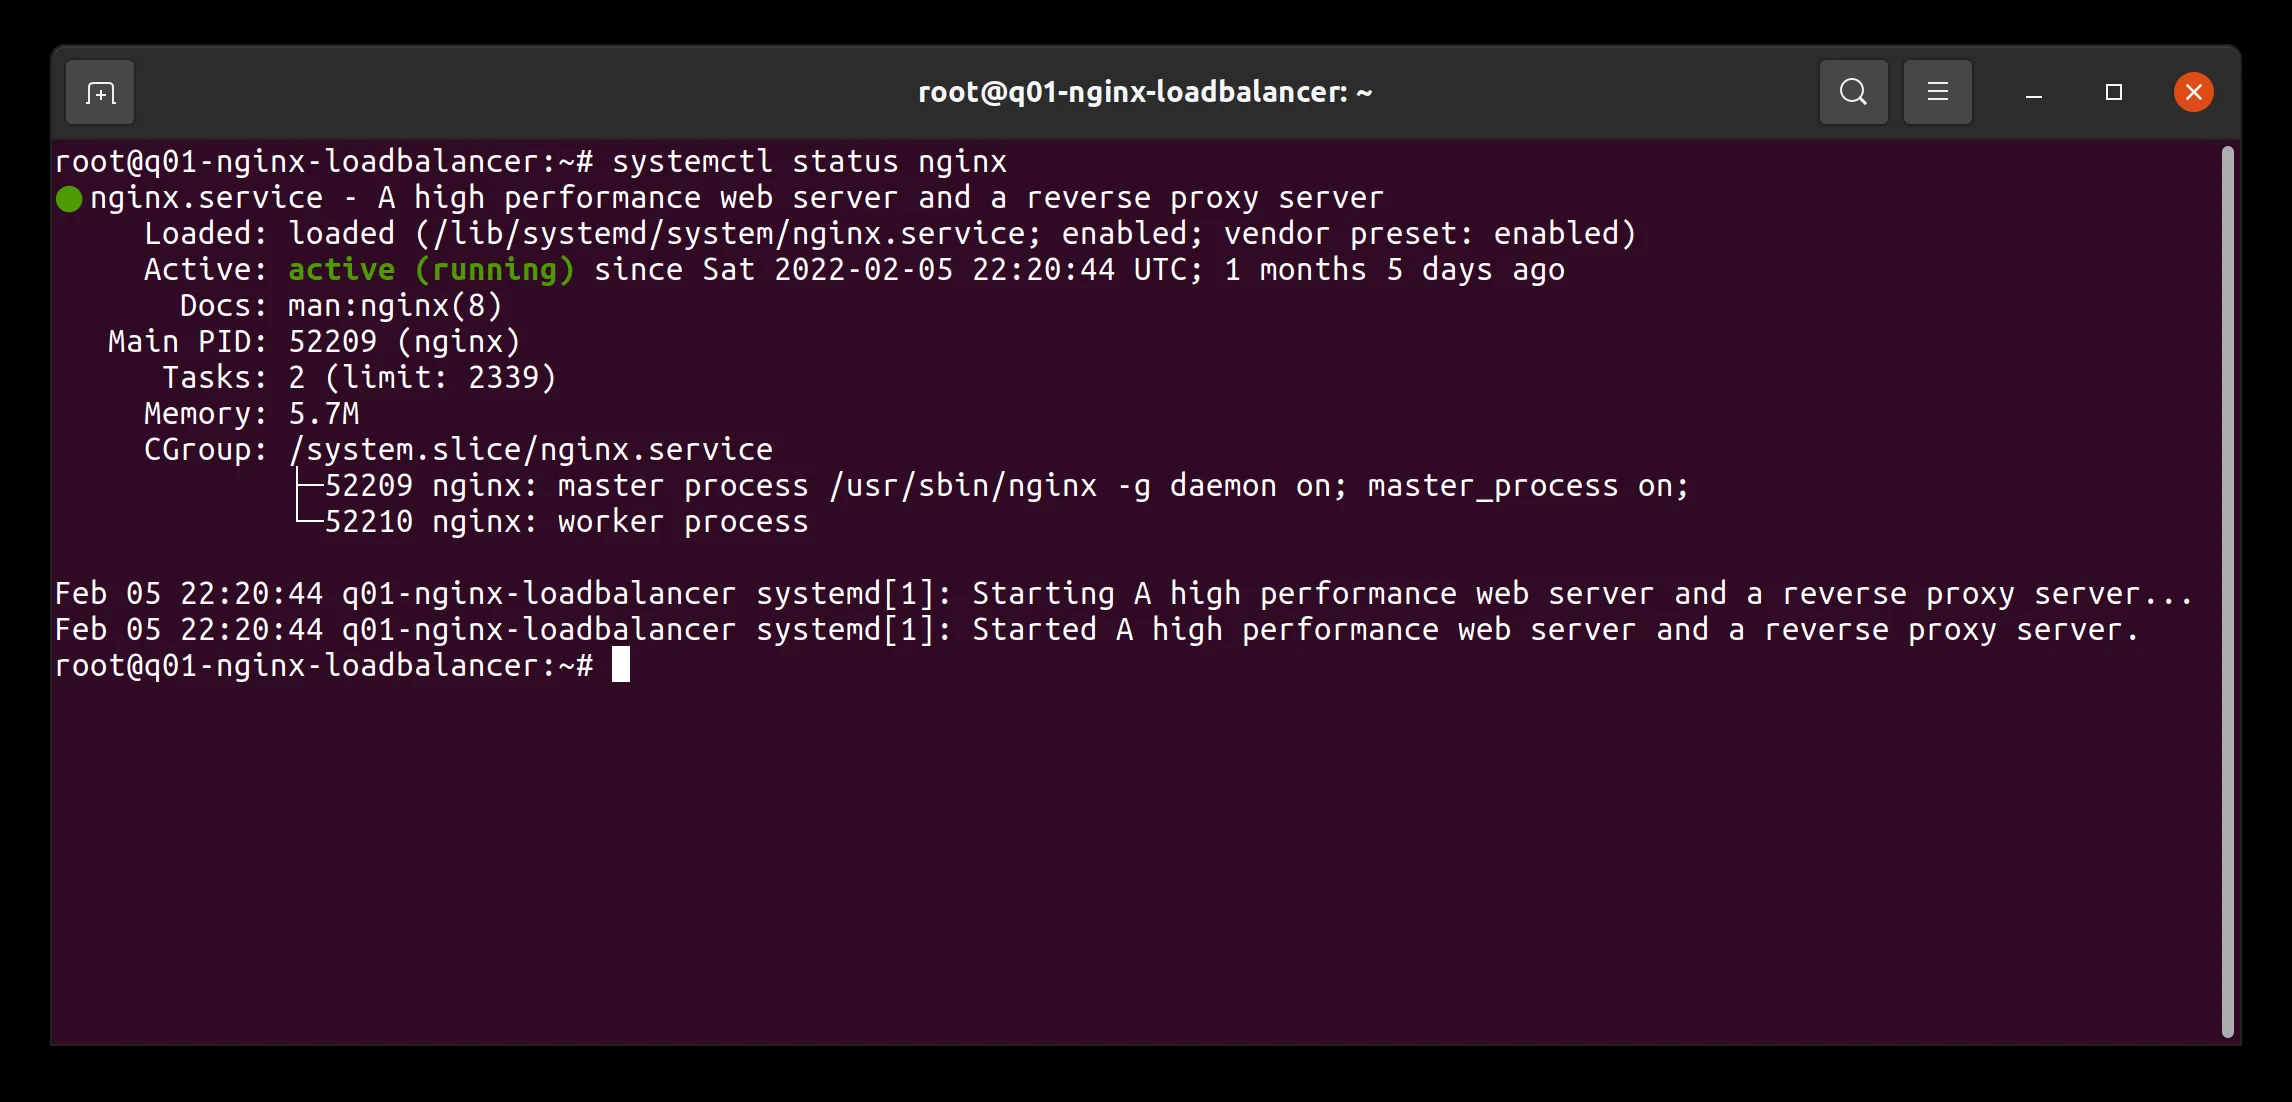 root@q01-nginx-loadbalancer: ~
root@q01-nginx-loadbalancer:~# systemctl status nginx
● nginx.service - A high performance web server and a reverse proxy server
     Loaded: loaded (/lib/systemd/system/nginx.service; enabled; vendor preset: enabled)
     Active: active (running) since Sat 2022-02-05 22:20:44 UTC; 1 months 5 days ago
       Docs: man:nginx(8)
   Main PID: 52209 (nginx)
      Tasks: 2 (limit: 2339)
     Memory: 5.7M
     CGroup: /system.slice/nginx.service
             ├─52209 nginx: master process /usr/sbin/nginx -g daemon on; master_process on;
             └─52210 nginx: worker process
Feb 05 22:20:44 q01-nginx-loadbalancer systemd[1]: Starting A high performance web server and a reverse proxy server...
Feb 05 22:20:44 q01-nginx-loadbalancer systemd[1]: Started A high performance web server and a reverse proxy server.
root@q01-nginx-loadbalancer:~#